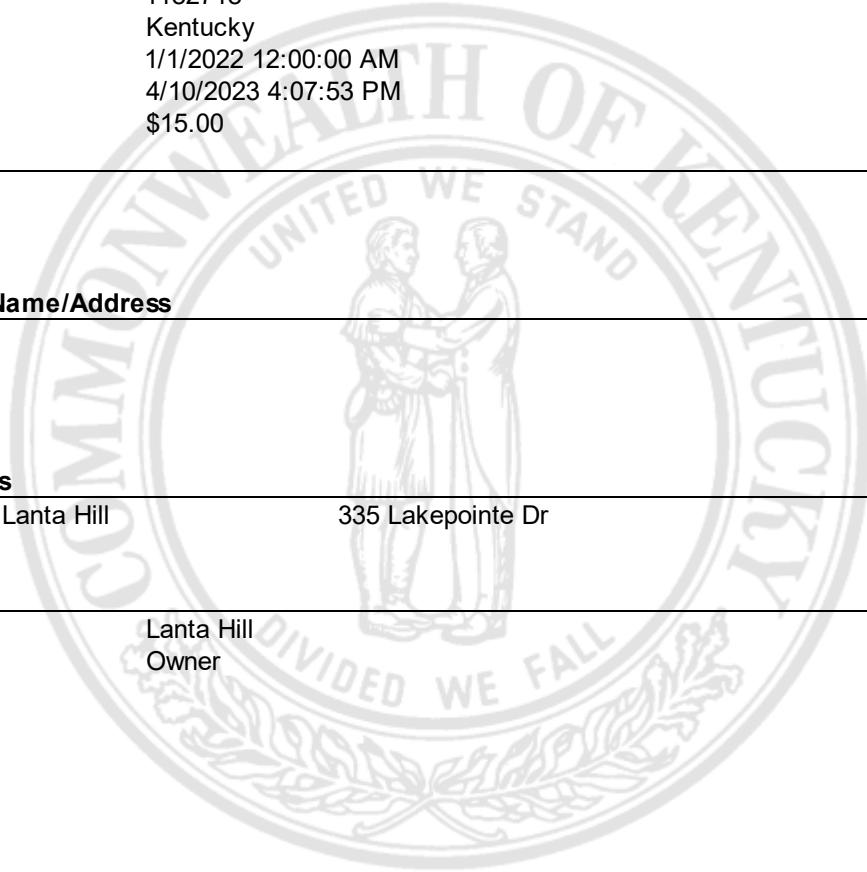 Kentucky
1/1/2022 12:00:00 AM
4/10/2023 4:07:53 PM
$15.00
COMMONWEALTH OF KENTUCKY
UNITED WE STAND
Name/Address
s
Lanta Hill 335 Lakepointe Dr
Lanta Hill
Owner
DIVIDED WE FALL